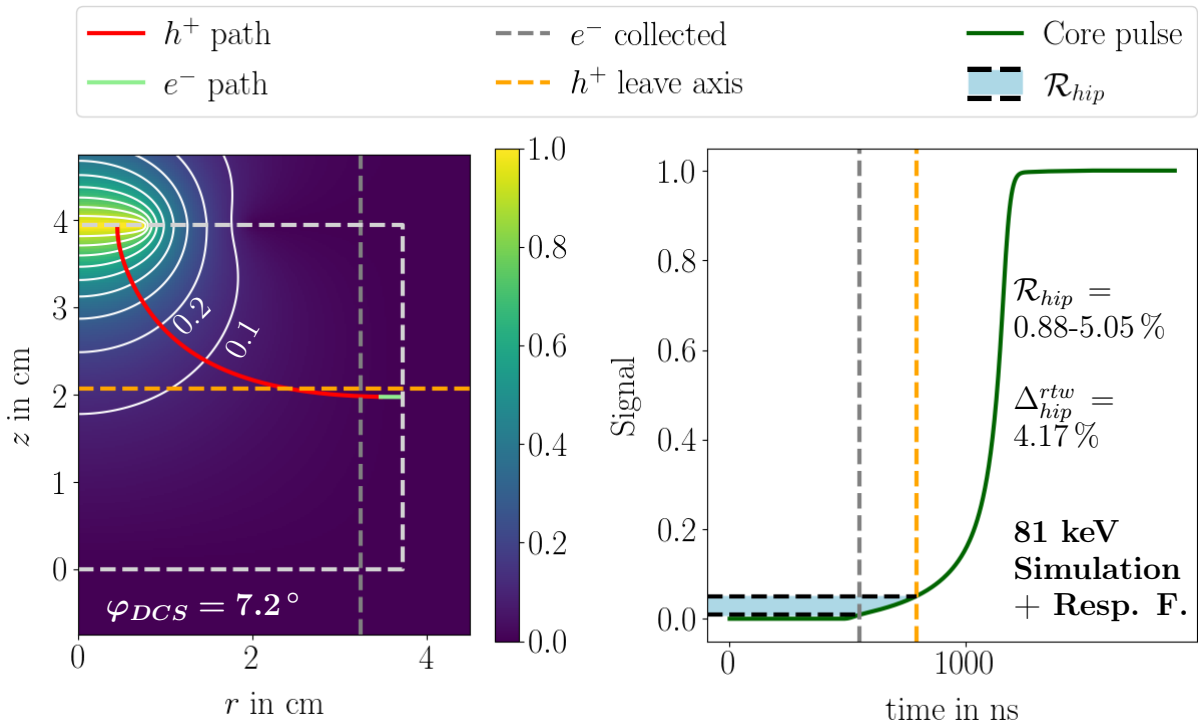 h⁺ path
e⁻ path
e⁻ collected
h⁺ leave axis
Core pulse
𝓡hip
z in cm
4
3
2
1
0
0.2
0.1
φDCS = 7.2°
0
2
4
r in cm
1.0
0.8
0.6
0.4
0.2
0.0
Signal
1.0
0.8
0.6
0.4
0.2
0.0
𝓡hip =
0.88-5.05 %
Δ^rtw_hip =
4.17 %
81 keV
Simulation
+ Resp. F.
0
1000
time in ns